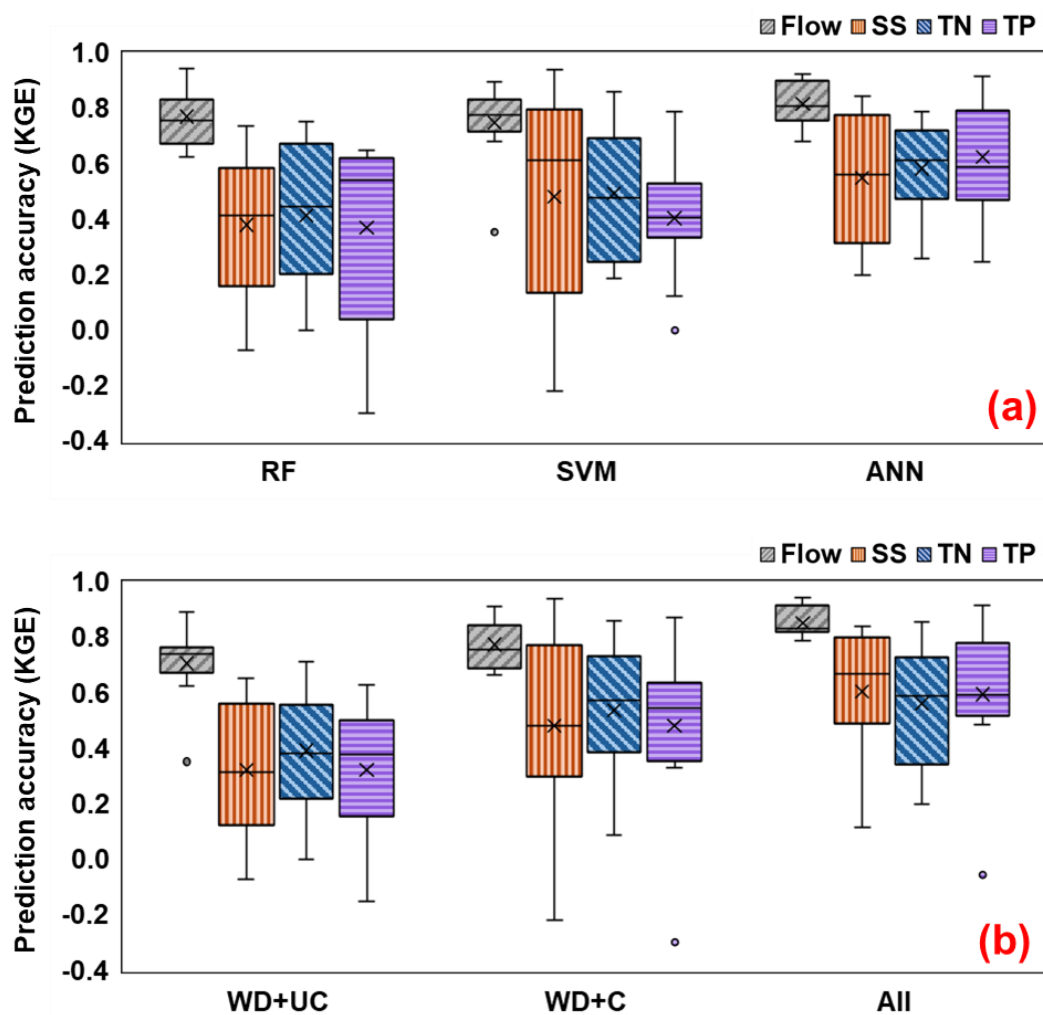 Flow SS TN TP
Prediction accuracy (KGE)
1.0
0.8
0.6
0.4
0.2
0.0
-0.2
-0.4
(a)
RF SVM ANN
Flow SS TN TP
Prediction accuracy (KGE)
1.0
0.8
0.6
0.4
0.2
0.0
-0.2
-0.4
(b)
WD+UC WD+C All